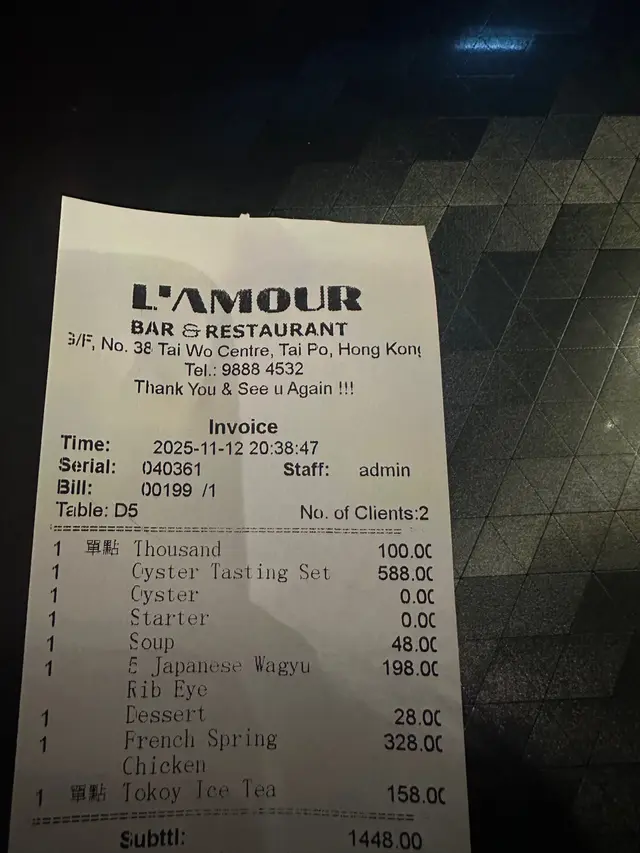 L'AMOUR
BAR & RESTAURANT
G/F, No. 38 Tai Wo Centre, Tai Po, Hong Kong
Tel.: 9888 4532
Thank You & See u Again !!!
Invoice
Time: 2025-11-12 20:38:47
Serial: 040361 Staff: admin
Bill: 00199 /1
Table: D5 No. of Clients:2
1 單點 Thousand 100.00
1 Oyster Tasting Set 588.00
1 Oyster 0.00
1 Starter 0.00
1 Soup 48.00
1 5 Japanese Wagyu 198.00
Rib Eye
1 Dessert 28.00
1 French Spring 328.00
Chicken
1 單點 Tokoy Ice Tea 158.00
Subttl: 1448.00